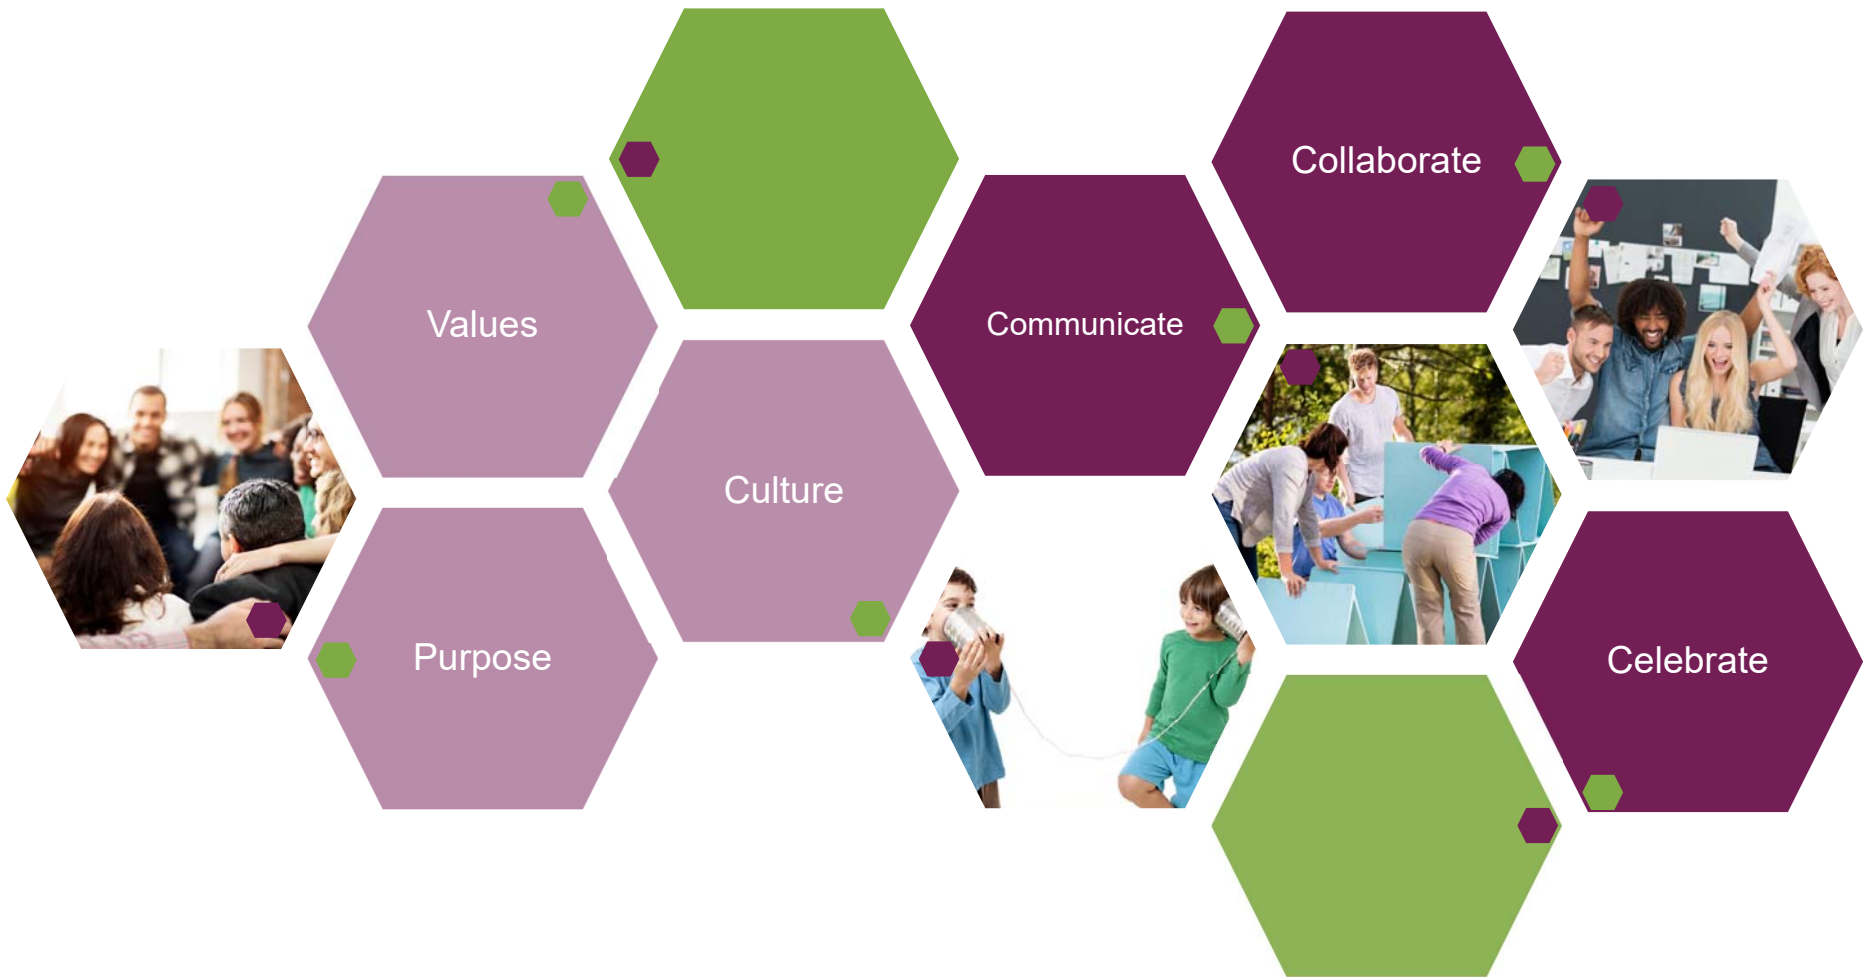 Values
Purpose
Culture
Communicate
Collaborate
Celebrate